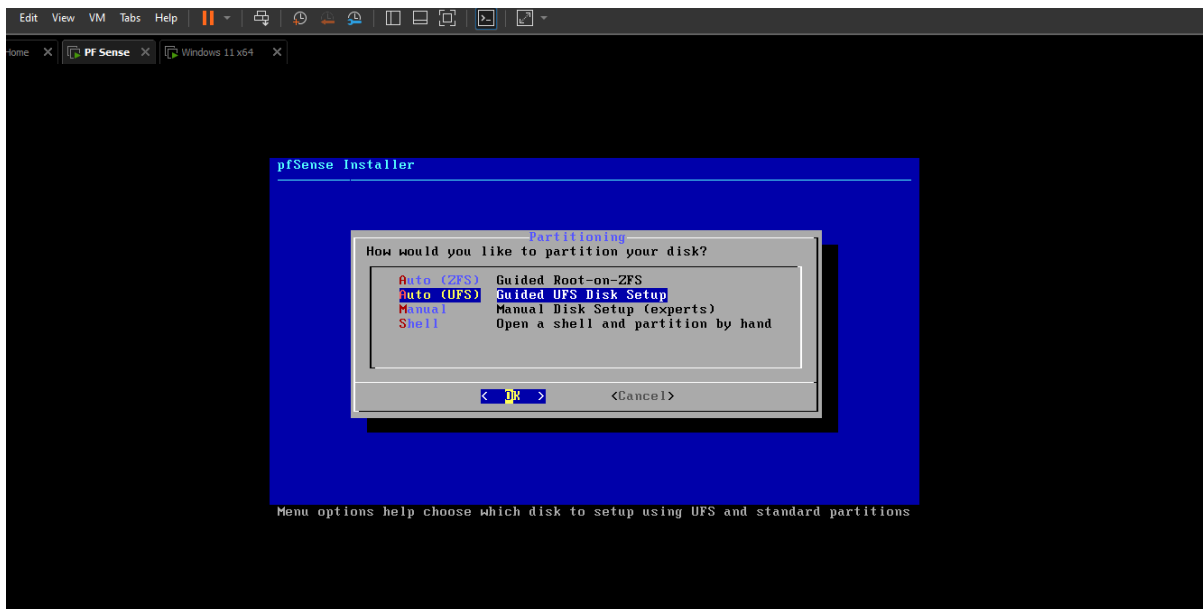 Edit View VM Tabs Help
Home PF Sense Windows 11 x64
pfSense Installer
Partitioning
How would you like to partition your disk?
Auto (ZFS) Guided Root-on-ZFS
Auto (UFS) Guided UFS Disk Setup
Manual Manual Disk Setup (experts)
Shell Open a shell and partition by hand
< OK > <Cancel>
Menu options help choose which disk to setup using UFS and standard partitions